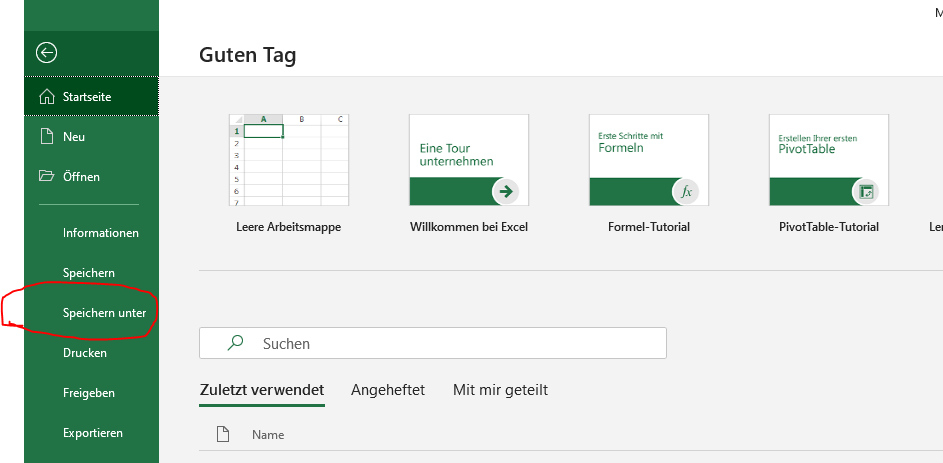 Guten Tag
Startseite
Neu
Öffnen
Informationen
Speichern
Speichern unter
Drucken
Freigeben
Exportieren
A B C
1
2
3
4
5
6
7
Leere Arbeitsmappe
Eine Tour
unternehmen
Willkommen bei Excel
Erste Schritte mit
Formeln
fx
Formel-Tutorial
Erstellen Ihrer ersten
PivotTable
PivotTable-Tutorial
Suchen
Zuletzt verwendet Angeheftet Mit mir geteilt
Name